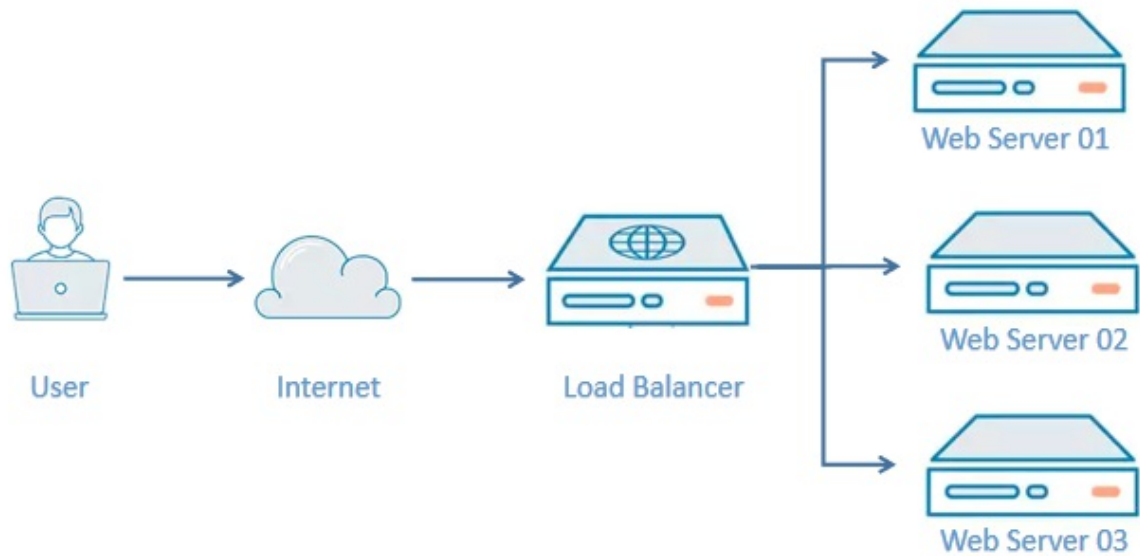 Web Server 01
Web Server 02
User
Internet
Load Balancer
Web Server 03